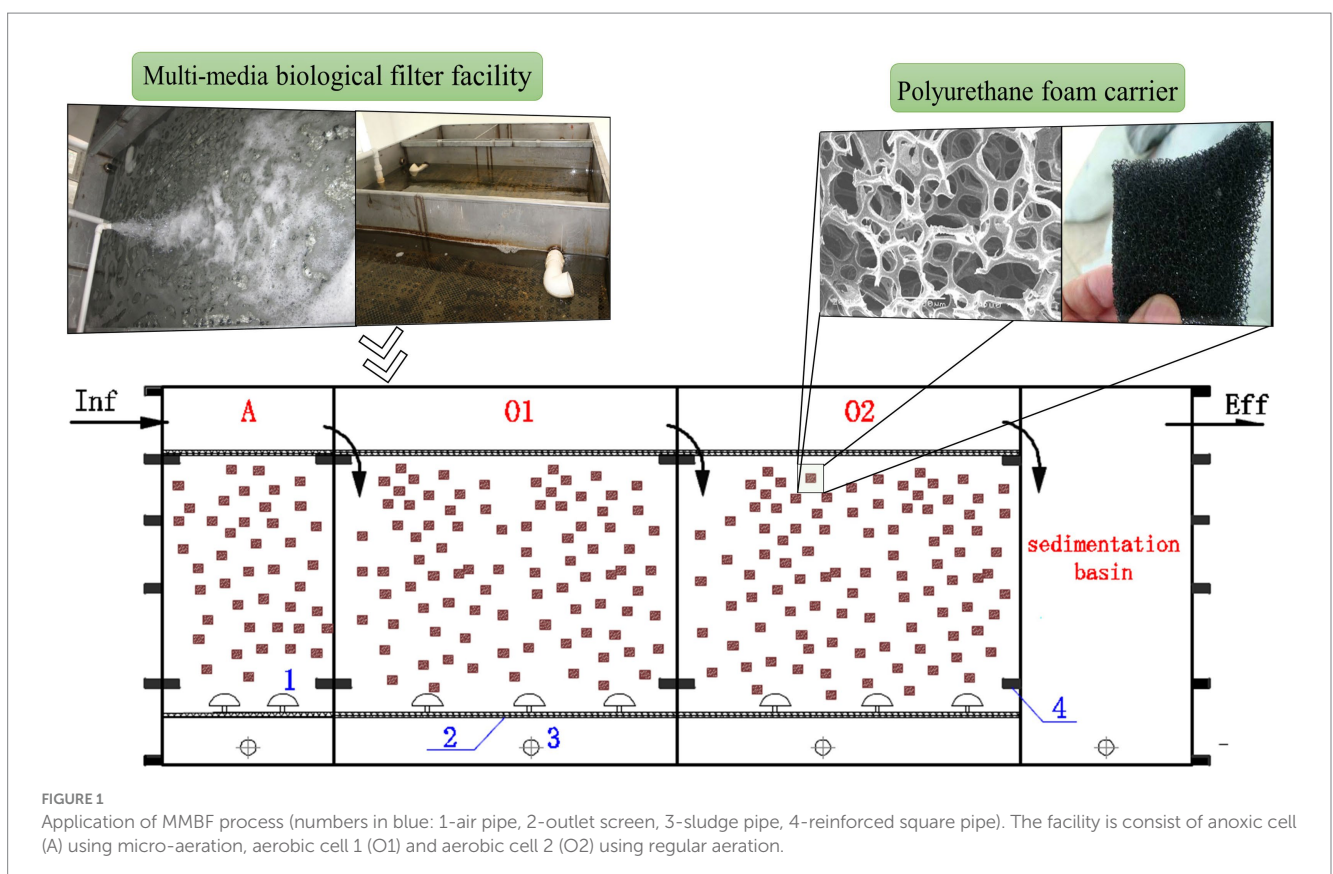 Multi-media biological filter facility
Polyurethane foam carrier
Inf
A
O1
O2
Eff
sedimentation
basin
1
2
3
4
FIGURE 1
Application of MMBF process (numbers in blue: 1-air pipe, 2-outlet screen, 3-sludge pipe, 4-reinforced square pipe). The facility is consist of anoxic cell
(A) using micro-aeration, aerobic cell 1 (O1) and aerobic cell 2 (O2) using regular aeration.